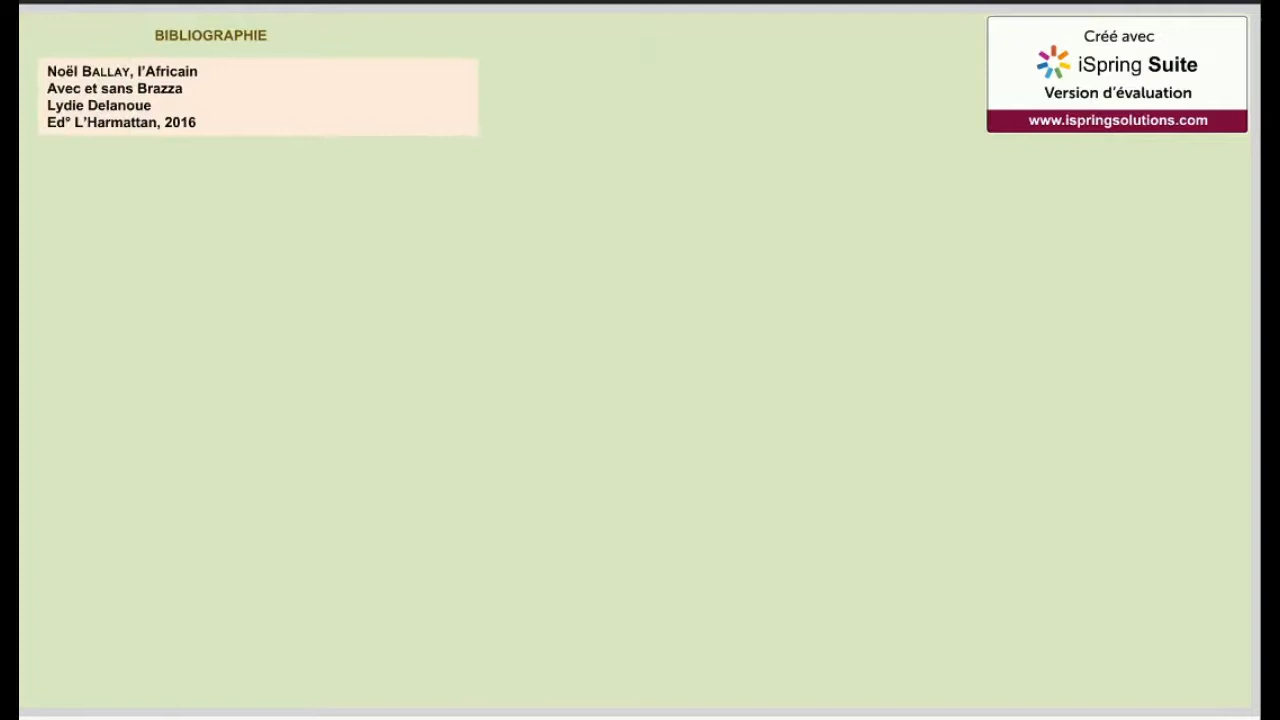 BIBLIOGRAPHIE
Noël BALLAY, l'Africain
Avec et sans Brazza
Lydie Delanoue
Ed° L'Harmattan, 2016
Créé avec
iSpring Suite
Version d'évaluation
www.ispringsolutions.com